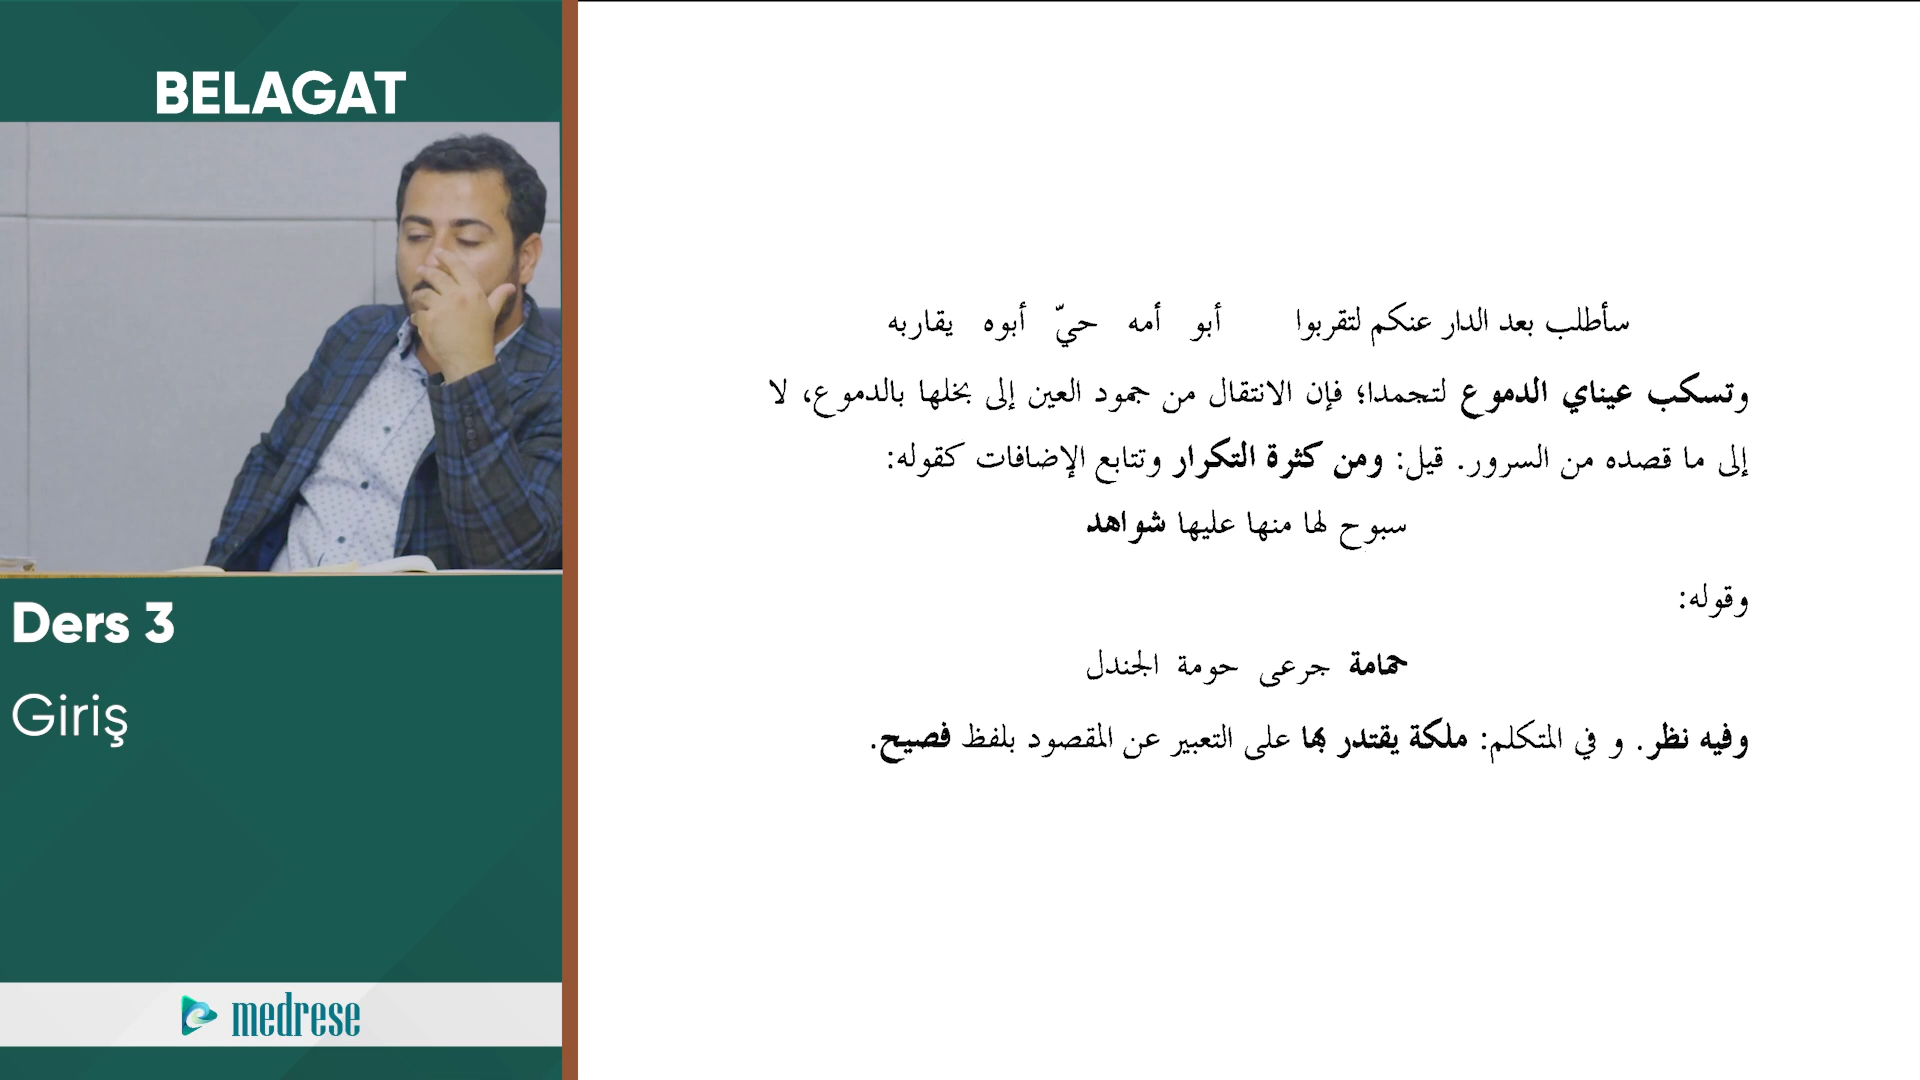 BELAGAT
Ders 3
Giriş
medrese
سأطلب بعد الدار عنكم لتقربوا أبو أمه حيّ أبوه يقاربه
وتسكب عيناي الدموع لتجمدا؛ فإن الانتقال من جمود العين إلى بخلها بالدموع، لا
إلى ما قصده من السرور. قيل: ومن كثرة التكرار وتتابع الإضافات كقوله:
سبوح لها منها عليها شواهد
وقوله:
حمامة جرعى حومة الجندل
وفيه نظر. و في المتكلم: ملكة يقتدر بها على التعبير عن المقصود بلفظ فصيح.